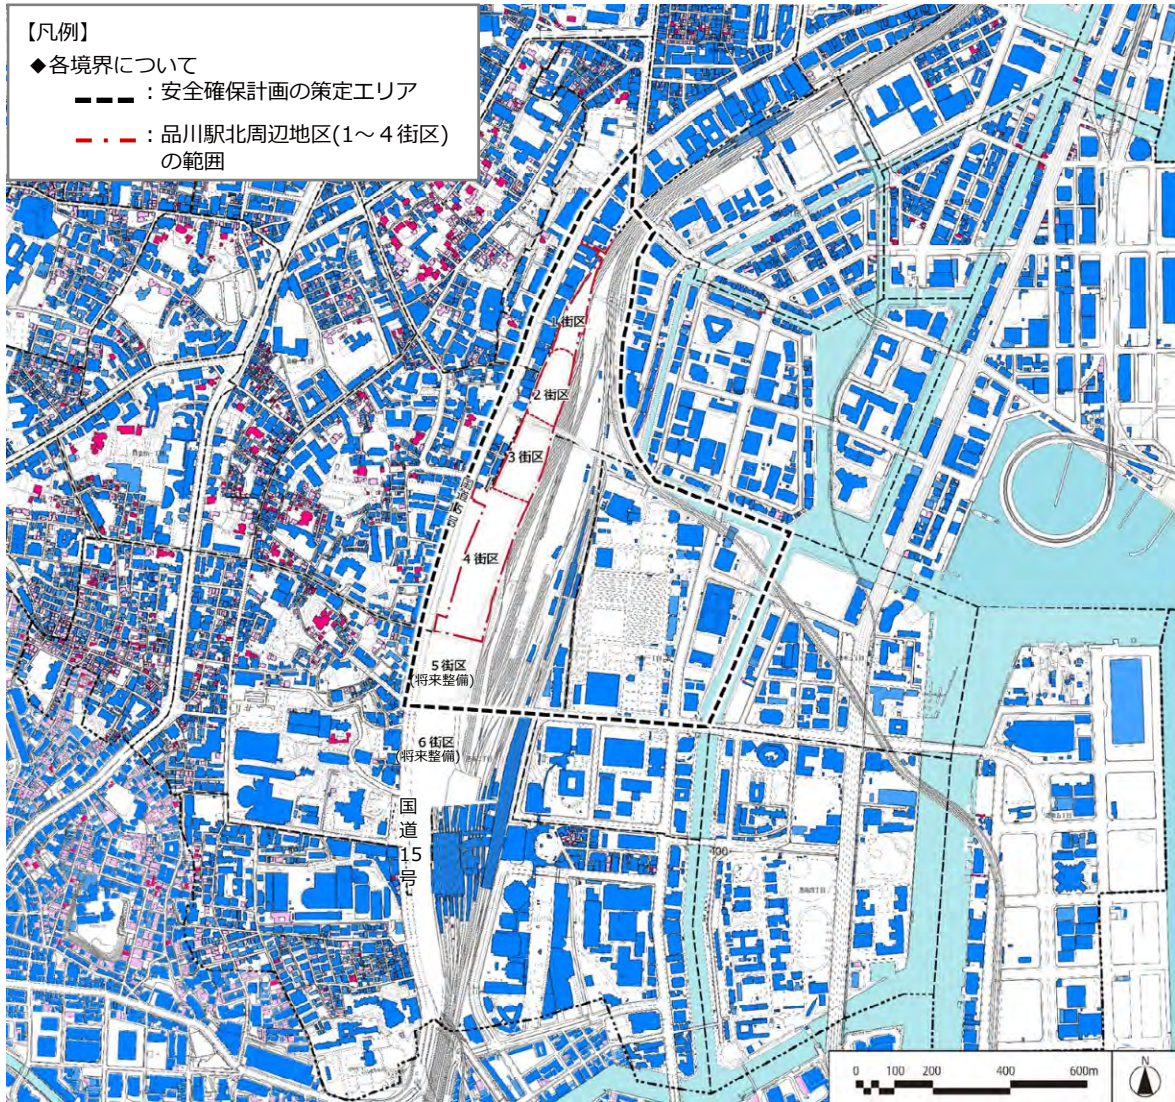 【凡例】
◆各境界について
：安全確保計画の策定エリア
：品川駅北周辺地区(1～4街区)
の範囲
1街区
2街区
3街区
国道15号
4街区
5街区
(将来整備)
6街区
(将来整備)
国道15号
0 100 200 400 600m
N